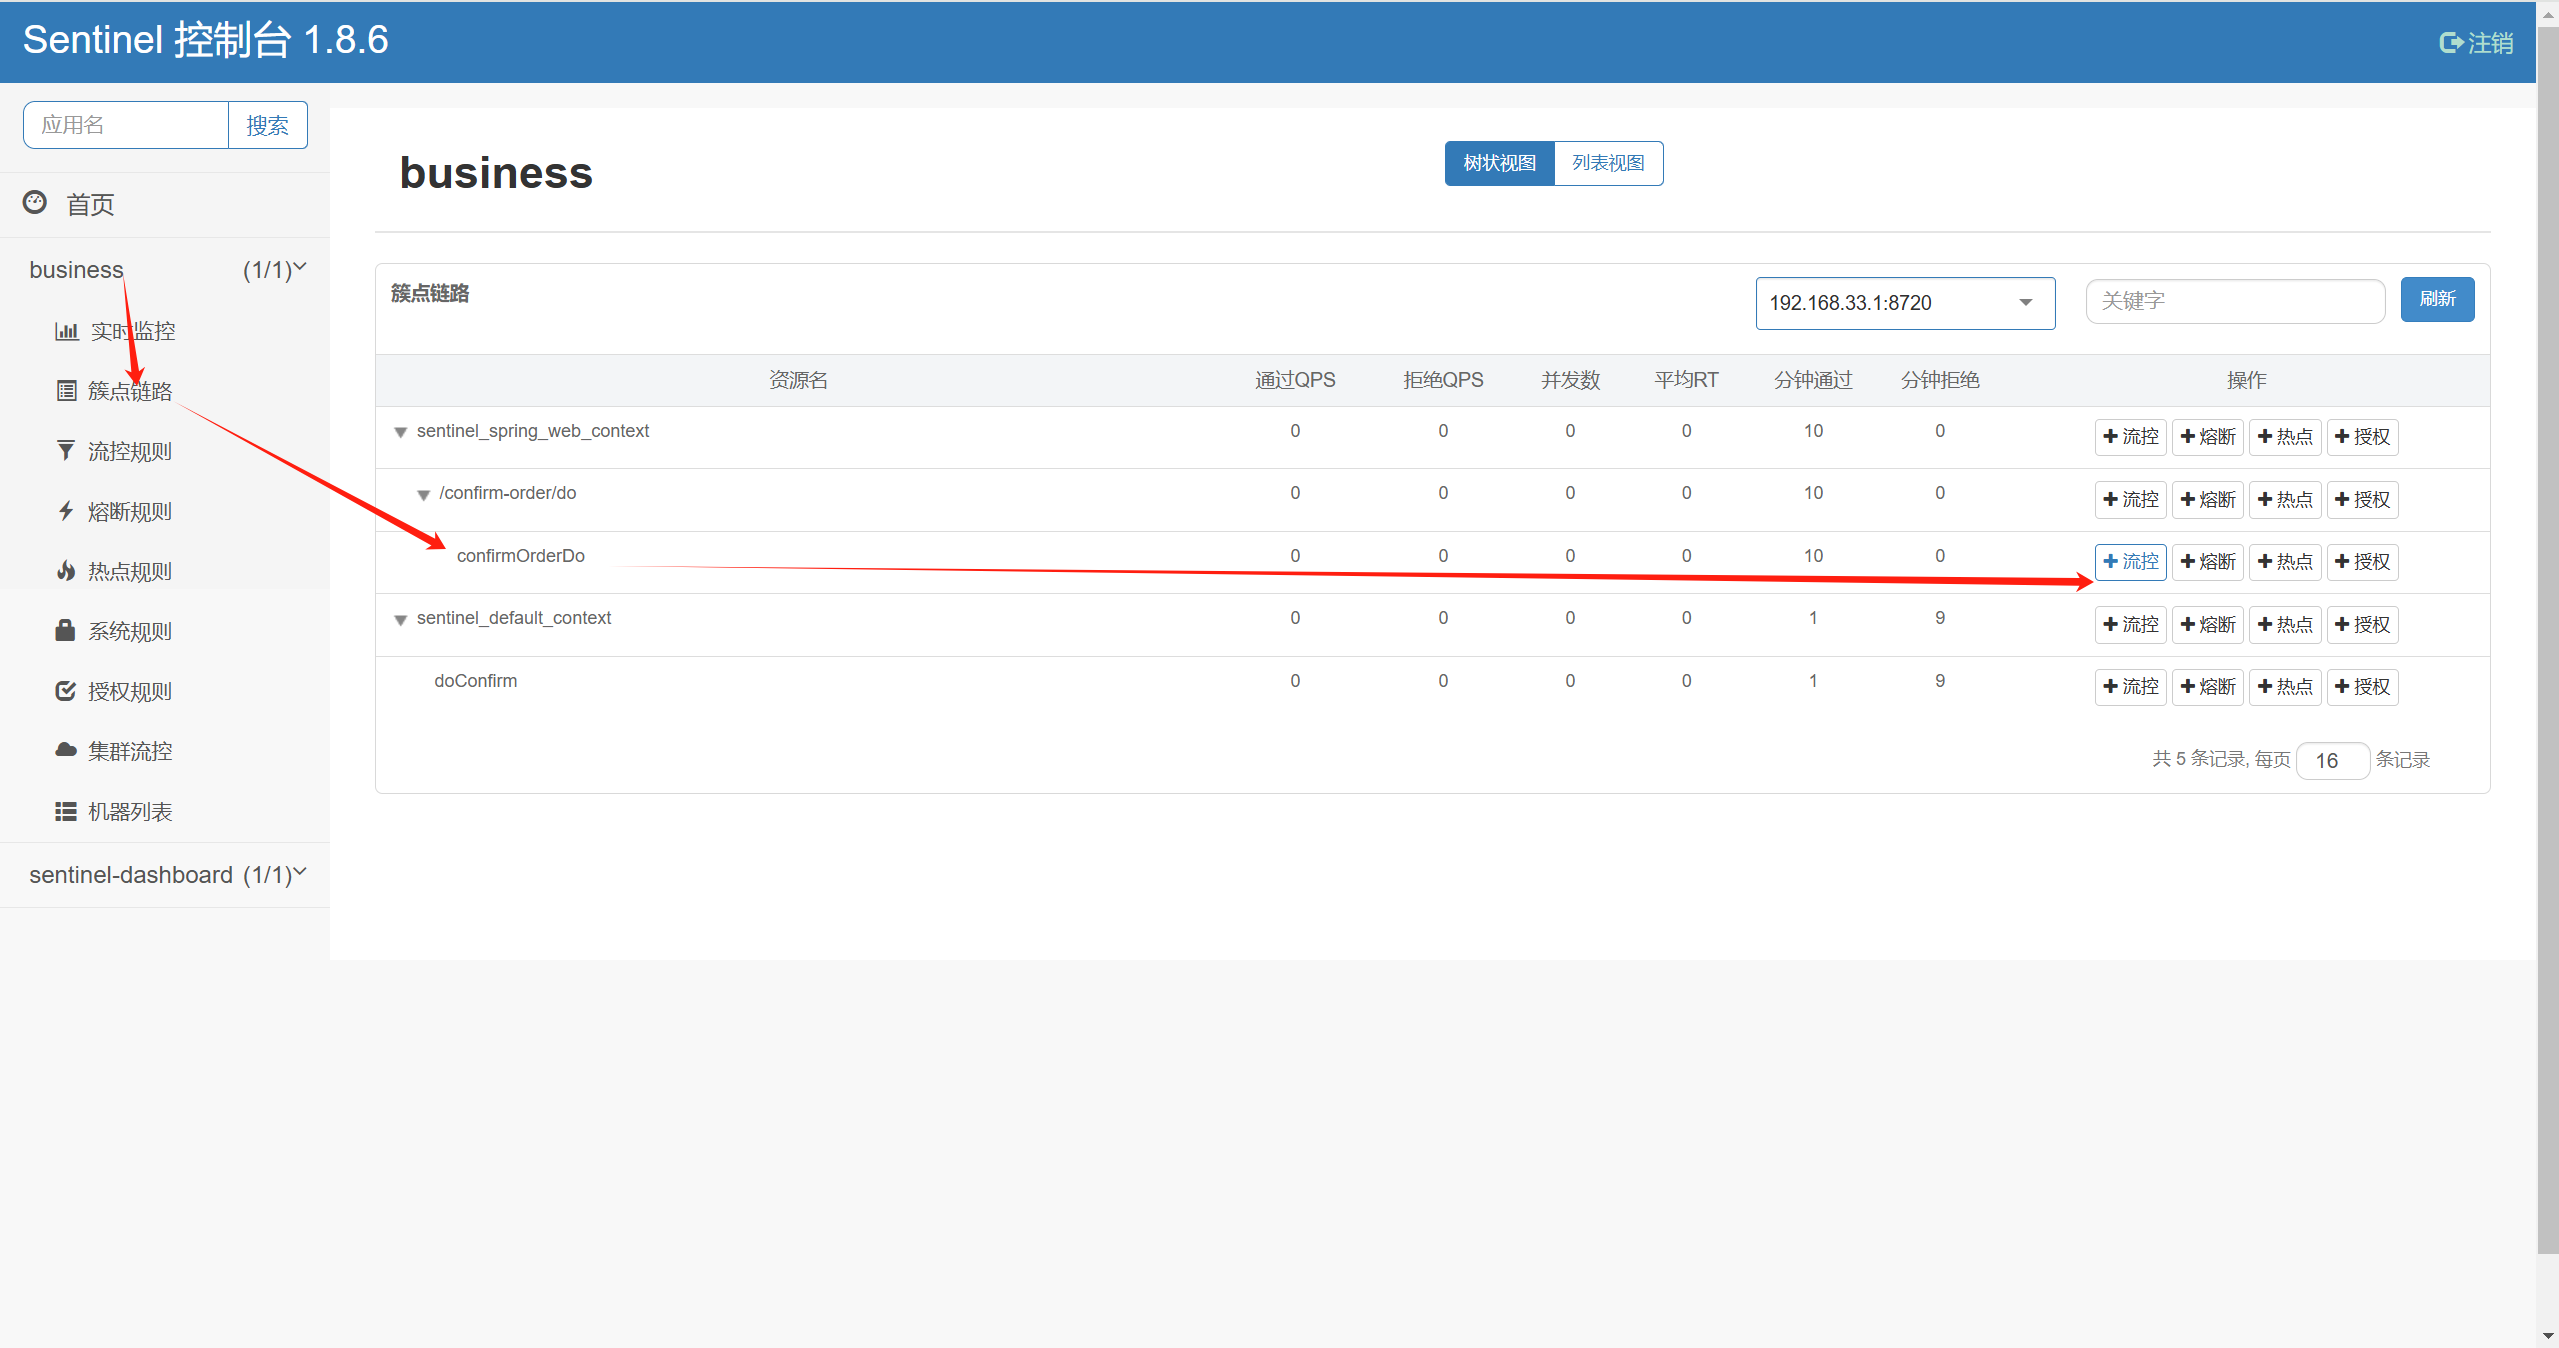 Sentinel 控制台 1.8.6
注销
应用名 搜索
首页
business (1/1)
实时监控
簇点链路
流控规则
熔断规则
热点规则
系统规则
授权规则
集群流控
机器列表
sentinel-dashboard (1/1)
business
树状视图 列表视图
簇点链路 192.168.33.1:8720 关键字 刷新
资源名 通过QPS 拒绝QPS 并发数 平均RT 分钟通过 分钟拒绝 操作
sentinel_spring_web_context 0 0 0 0 10 0 流控 熔断 热点 授权
/confirm-order/do 0 0 0 0 10 0 流控 熔断 热点 授权
confirmOrderDo 0 0 0 0 10 0 流控 熔断 热点 授权
sentinel_default_context 0 0 0 0 1 9 流控 熔断 热点 授权
doConfirm 0 0 0 0 1 9 流控 熔断 热点 授权
共 5 条记录, 每页 16 条记录